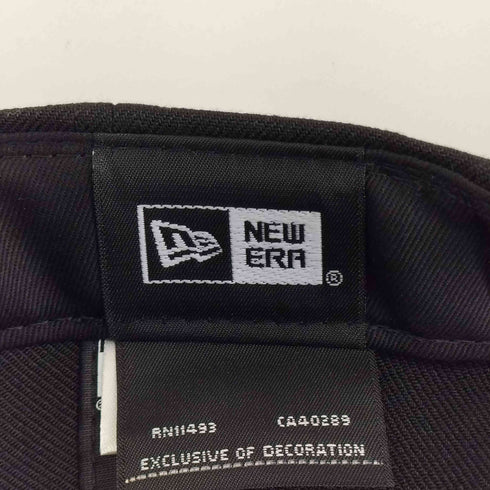 NEW
ERA
®
RN11493 CA40289
EXCLUSIVE OF DECORATION